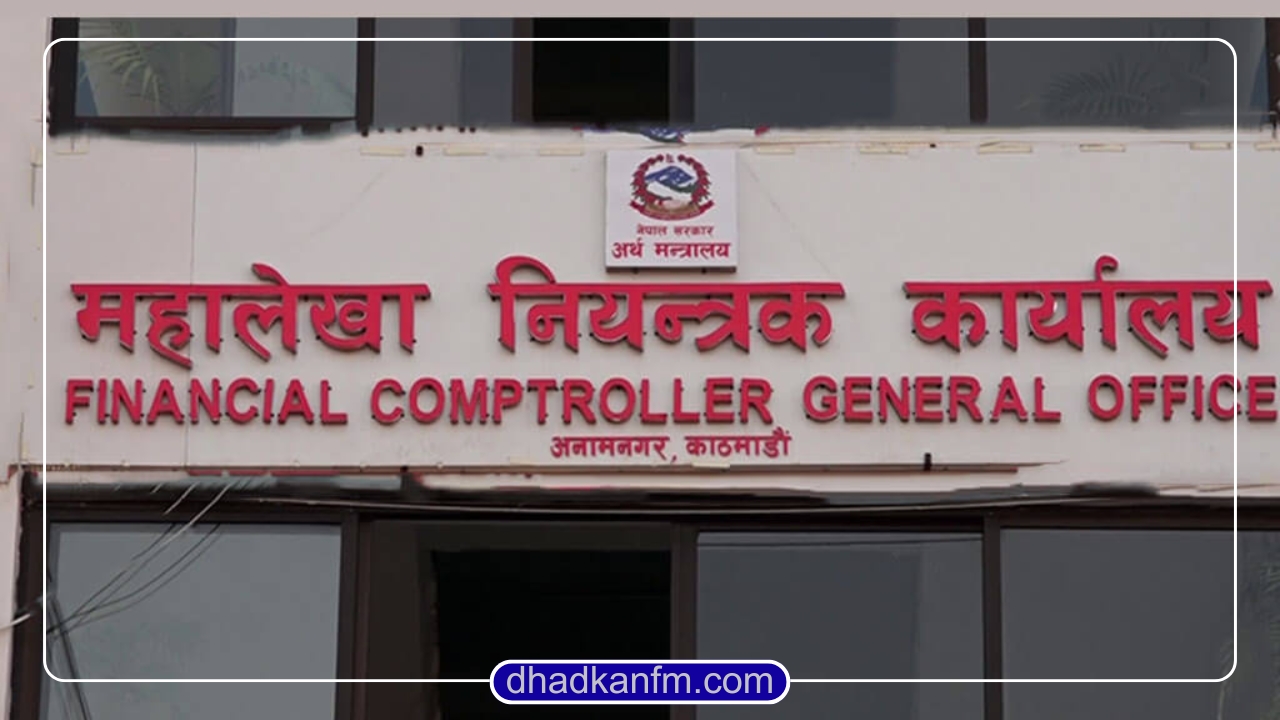 नेपाल सरकार
अर्थ मन्त्रालय
महालेखा नियन्त्रक कार्यालय
FINANCIAL COMPTROLLER GENERAL OFFICE
अनामनगर, काठमाडौं
dhadkanfm.com